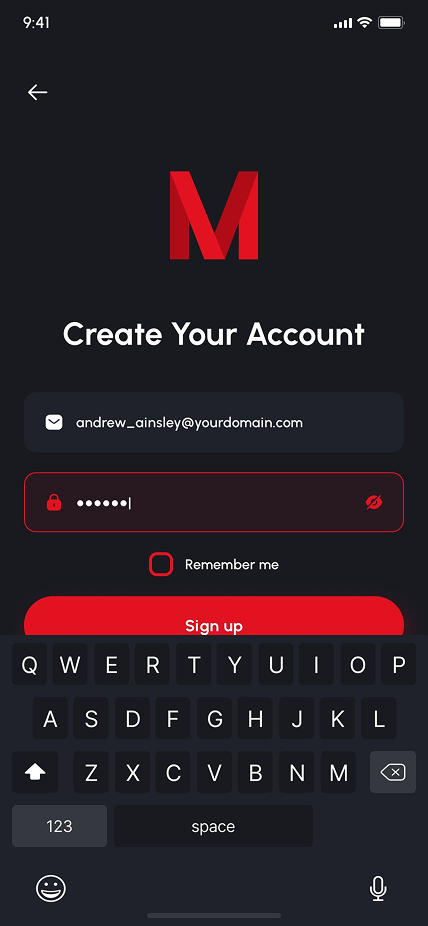 9:41
M
Create Your Account
andrew_ainsley@yourdomain.com
••••••
Remember me
Sign up
Q W E R T Y U I O P
A S D F G H J K L
Z X C V B N M
123 space